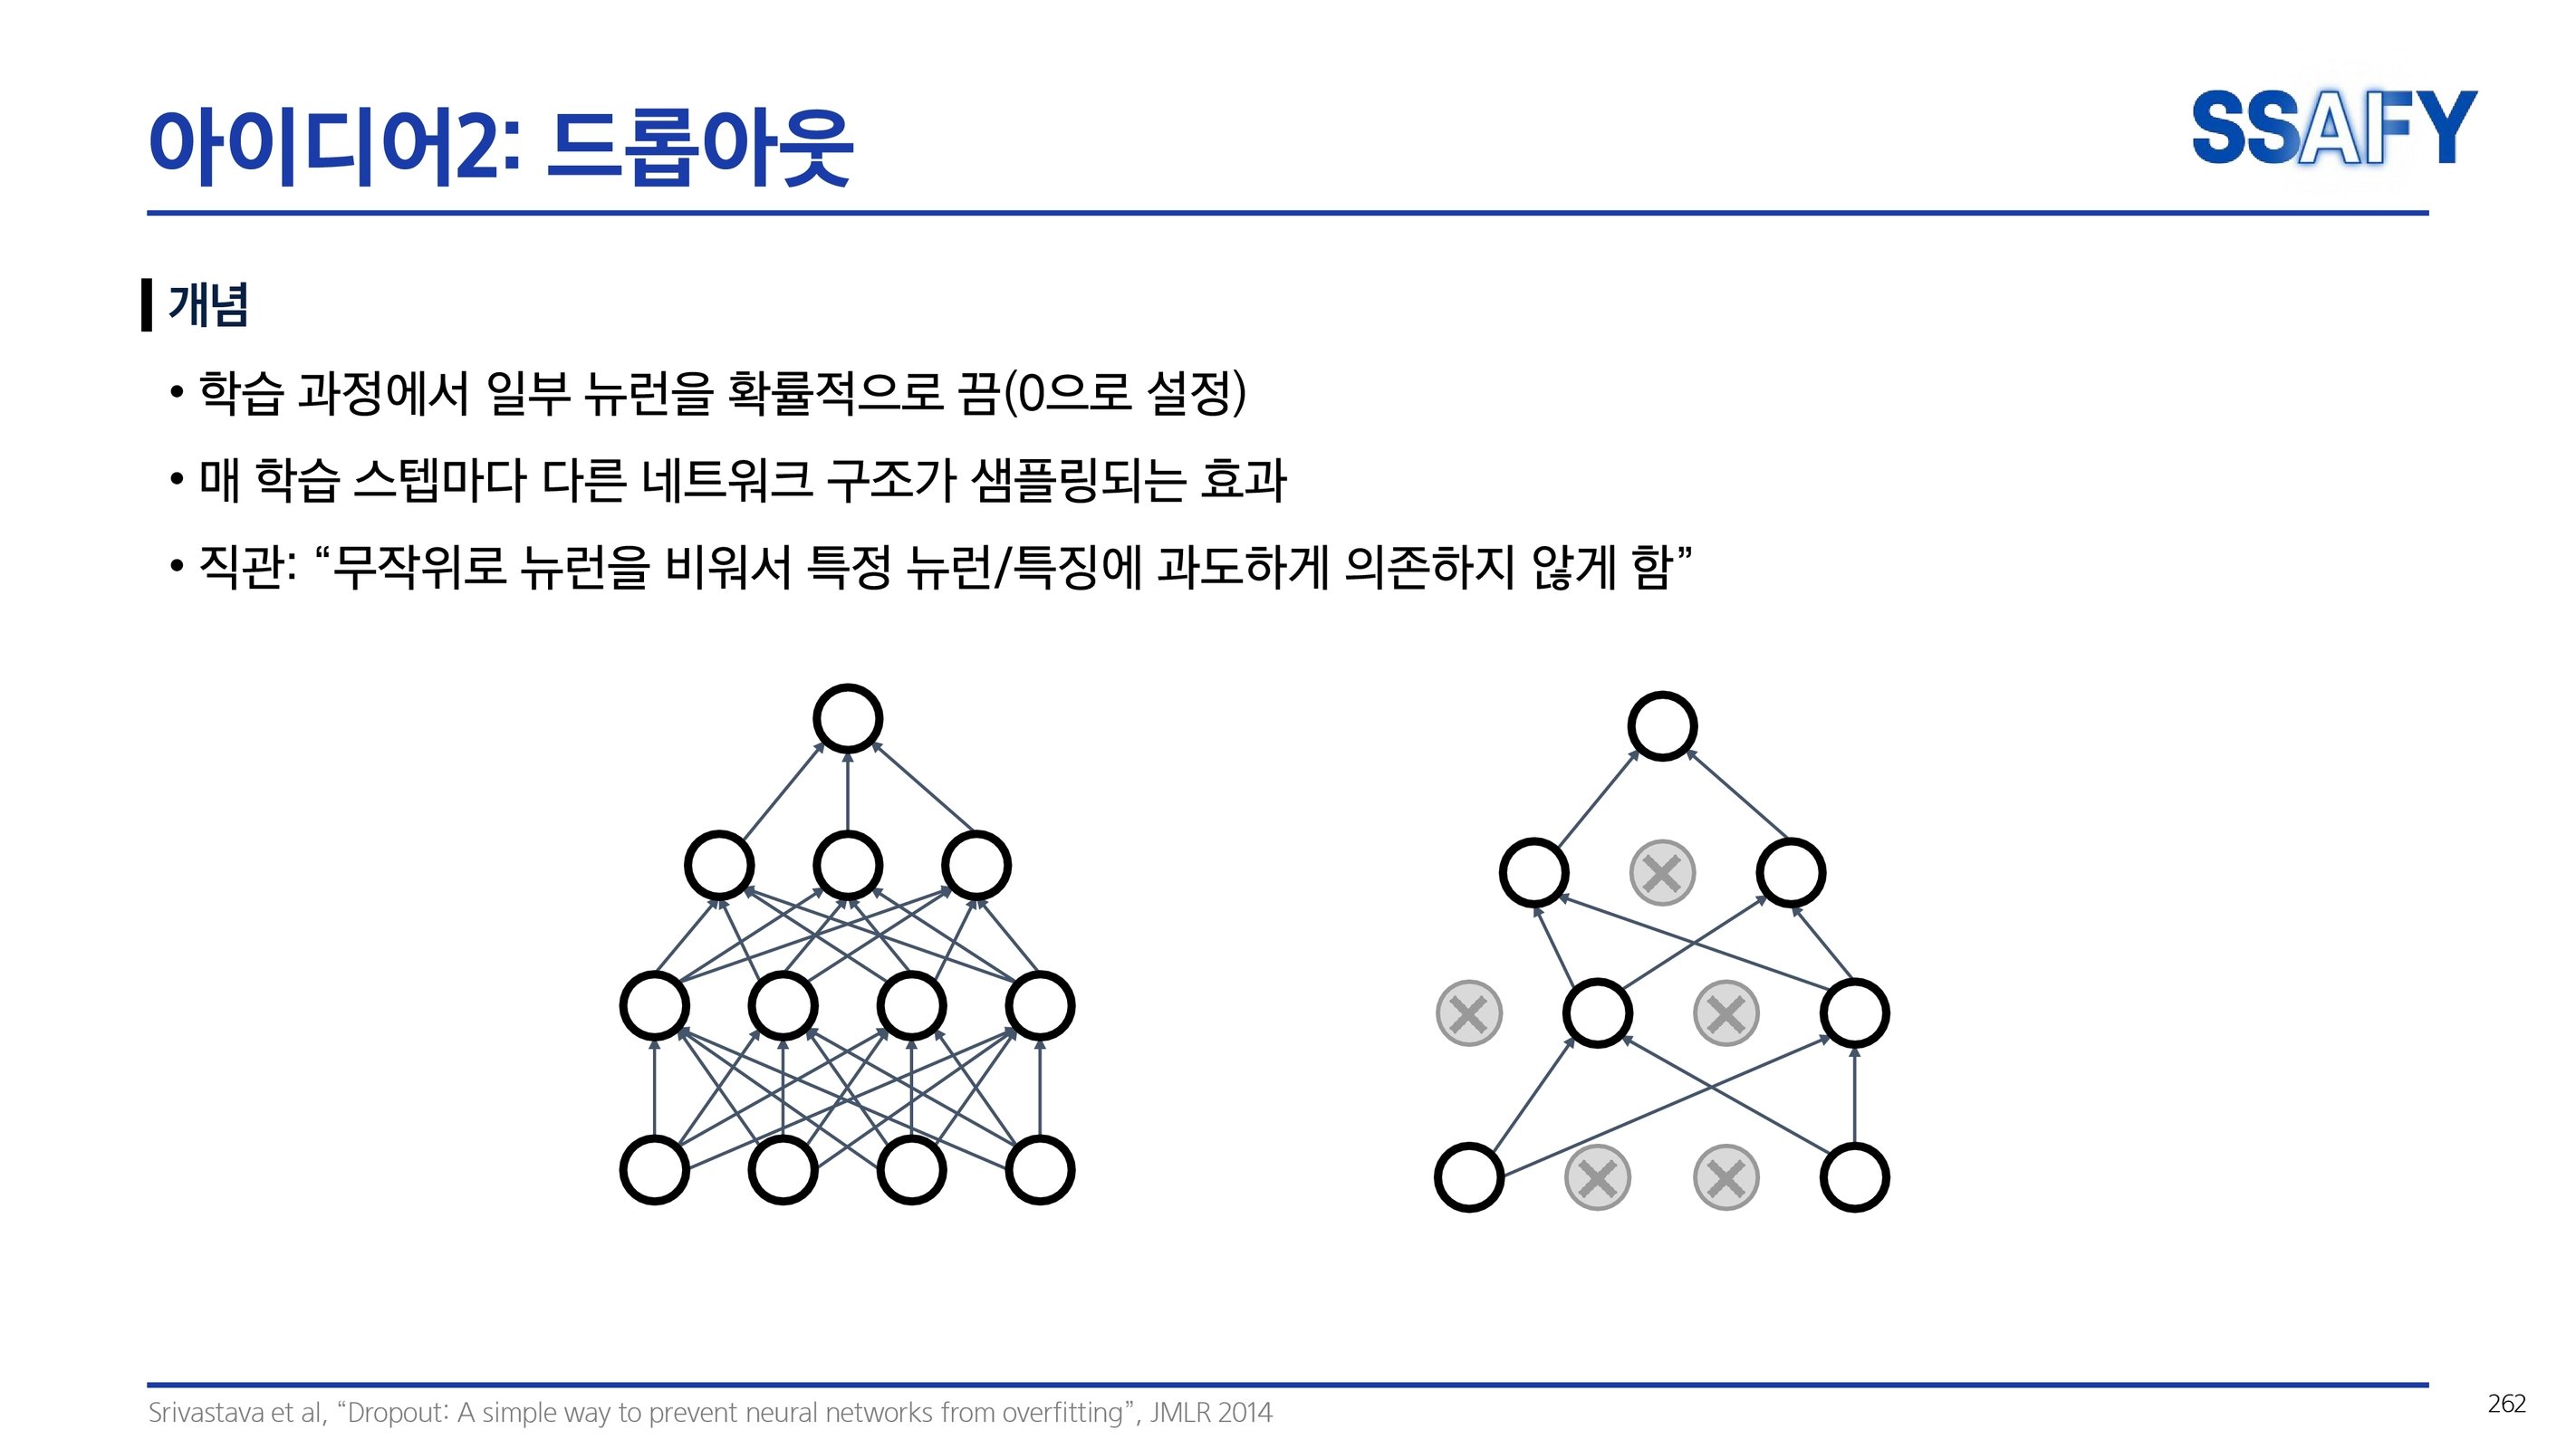 아이디어2: 드롭아웃
SSAFY
개념
• 학습 과정에서 일부 뉴런을 확률적으로 끔(0으로 설정)
• 매 학습 스텝마다 다른 네트워크 구조가 샘플링되는 효과
• 직관: “무작위로 뉴런을 비워서 특정 뉴런/특징에 과도하게 의존하지 않게 함”
Srivastava et al, “Dropout: A simple way to prevent neural networks from overfitting”, JMLR 2014
262